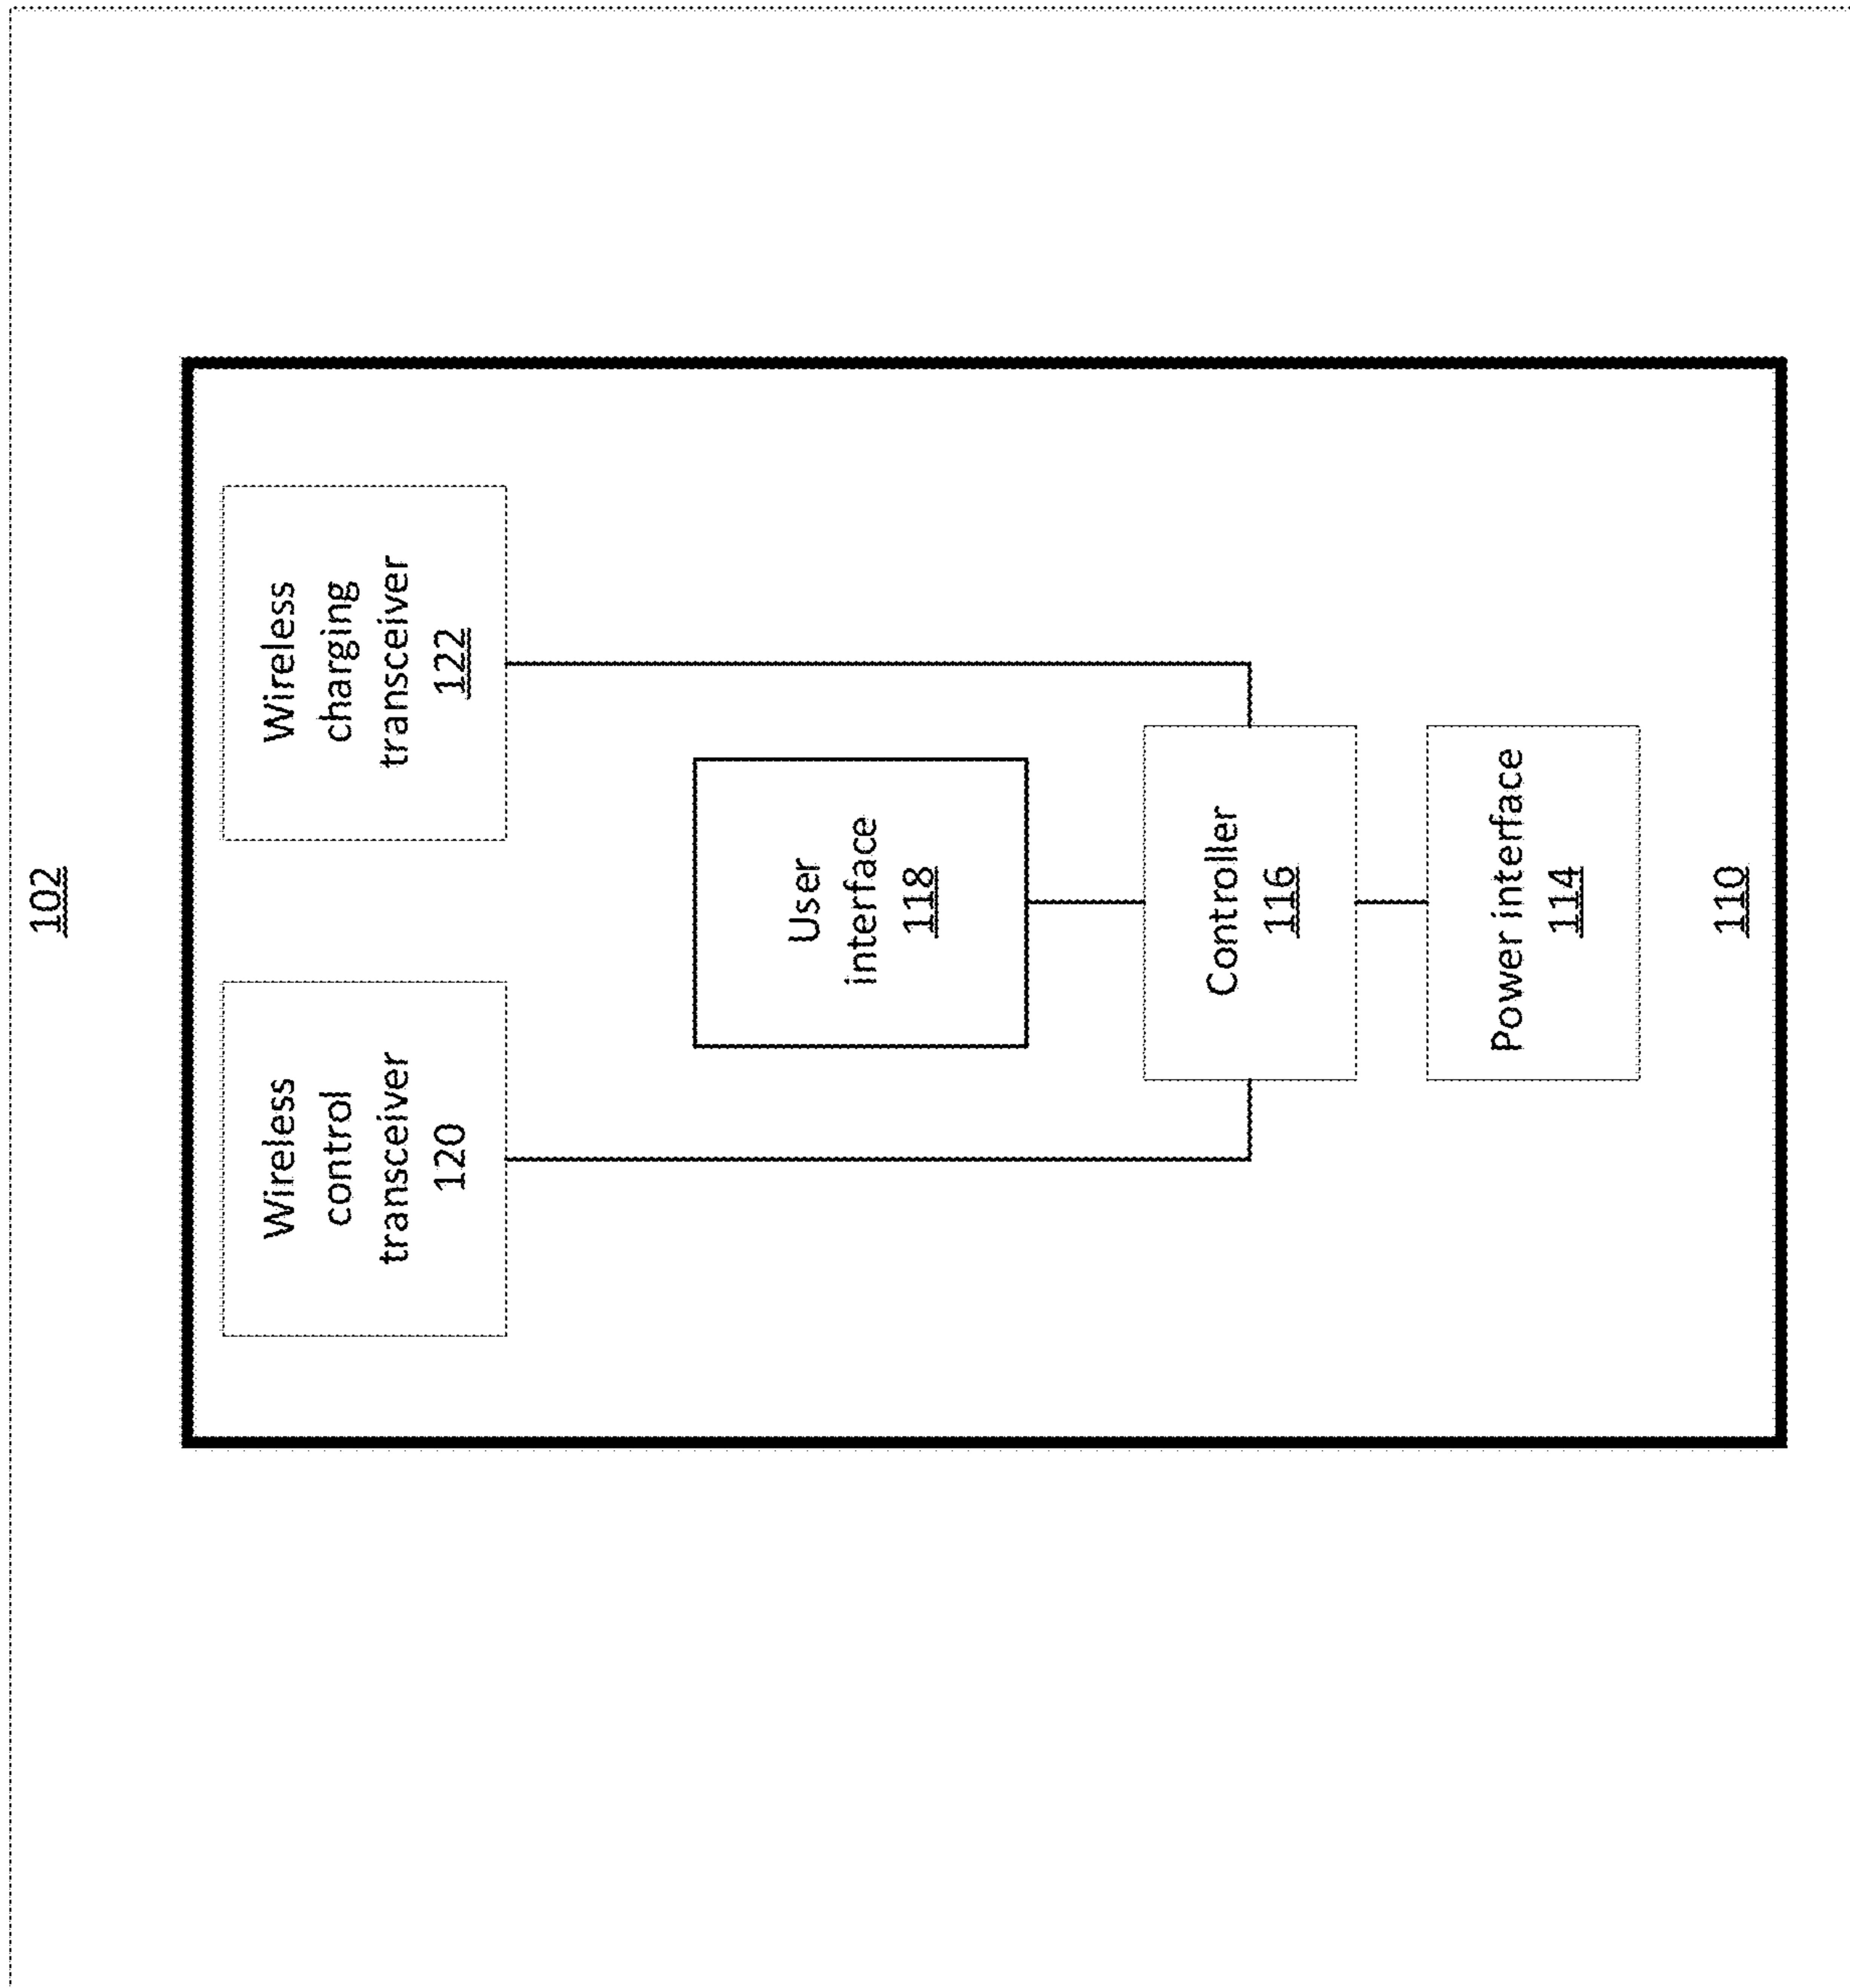 102
Wireless
control
transceiver
120
Wireless
charging
transceiver
122
User
interface
118
Controller
116
Power interface
114
110